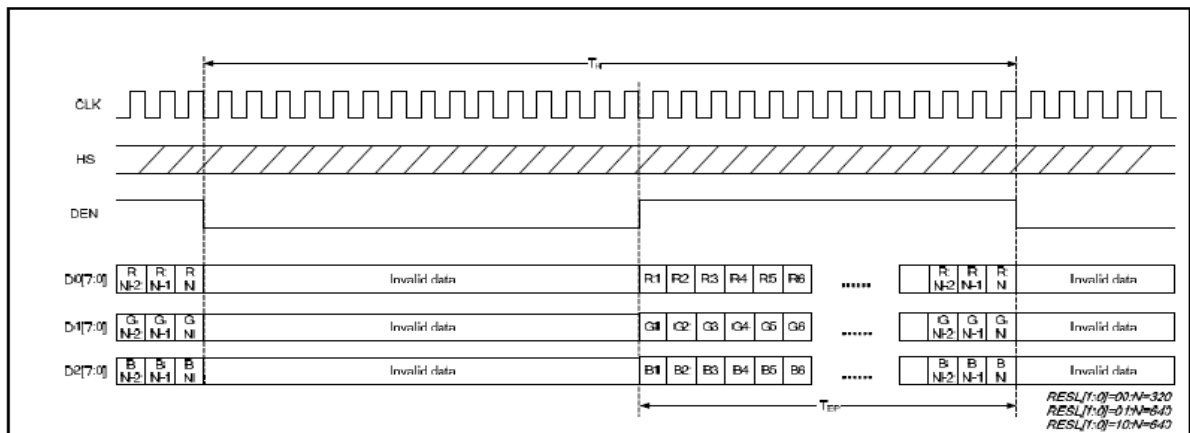 TH
CLK
HS
DEN
D0[7:0] R N-2 R N-1 R N Invalid data R1 R2 R3 R4 R5 R6 ...... R N-2 R N-1 R N Invalid data
D1[7:0] G N-2 G N-1 G N Invalid data G1 G2 G3 G4 G5 G6 ...... G N-2 G N-1 G N Invalid data
D2[7:0] B N-2 B N-1 B N Invalid data B1 B2 B3 B4 B5 B6 ...... B N-2 B N-1 B N Invalid data
TEP
RESL[1:0]=00:N=320
RESL[1:0]=01:N=640
RESL[1:0]=10:N=640